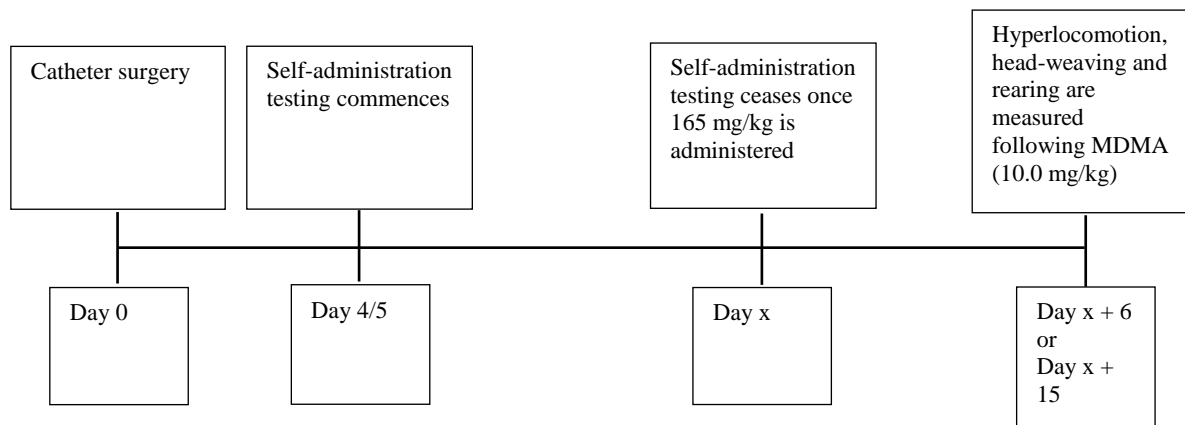 Catheter surgery
Self-administration
testing commences
Self-administration
testing ceases once
165 mg/kg is
administered
Hyperlocomotion,
head-weaving and
rearing are
measured
following MDMA
(10.0 mg/kg)
Day 0
Day 4/5
Day x
Day x + 6
or
Day x +
15